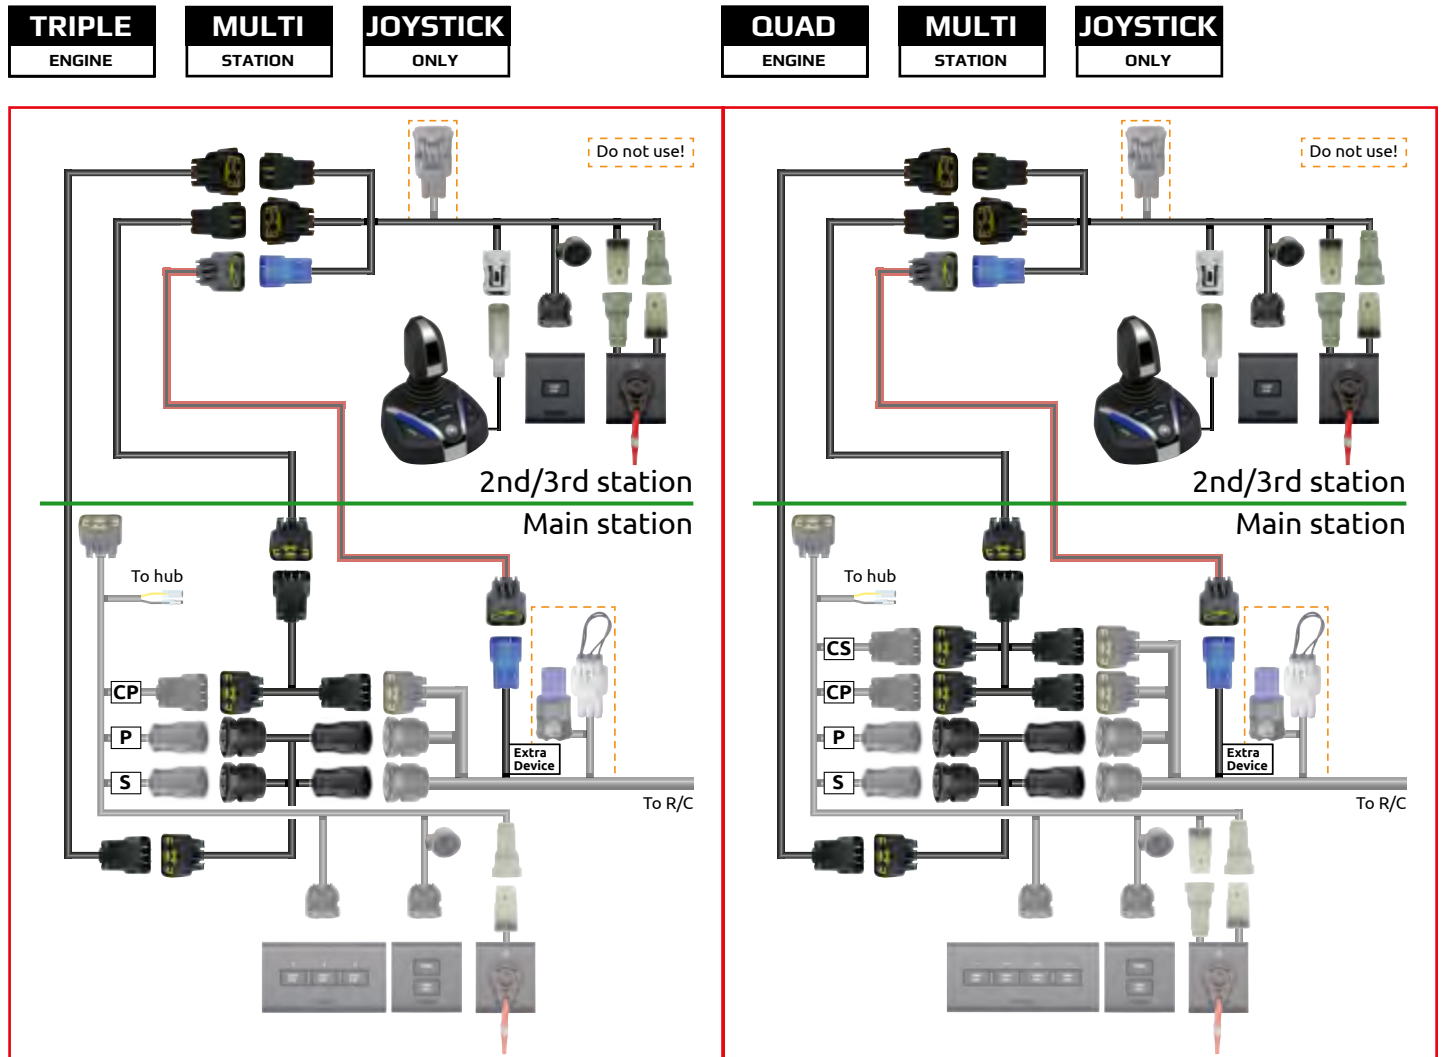 TRIPLE
ENGINE
MULTI
STATION
JOYSTICK
ONLY
QUAD
ENGINE
MULTI
STATION
JOYSTICK
ONLY
Do not use!
2nd/3rd station
Main station
To hub
CP
P
S
Extra
Device
To R/C
Do not use!
2nd/3rd station
Main station
To hub
CS
CP
P
S
Extra
Device
To R/C